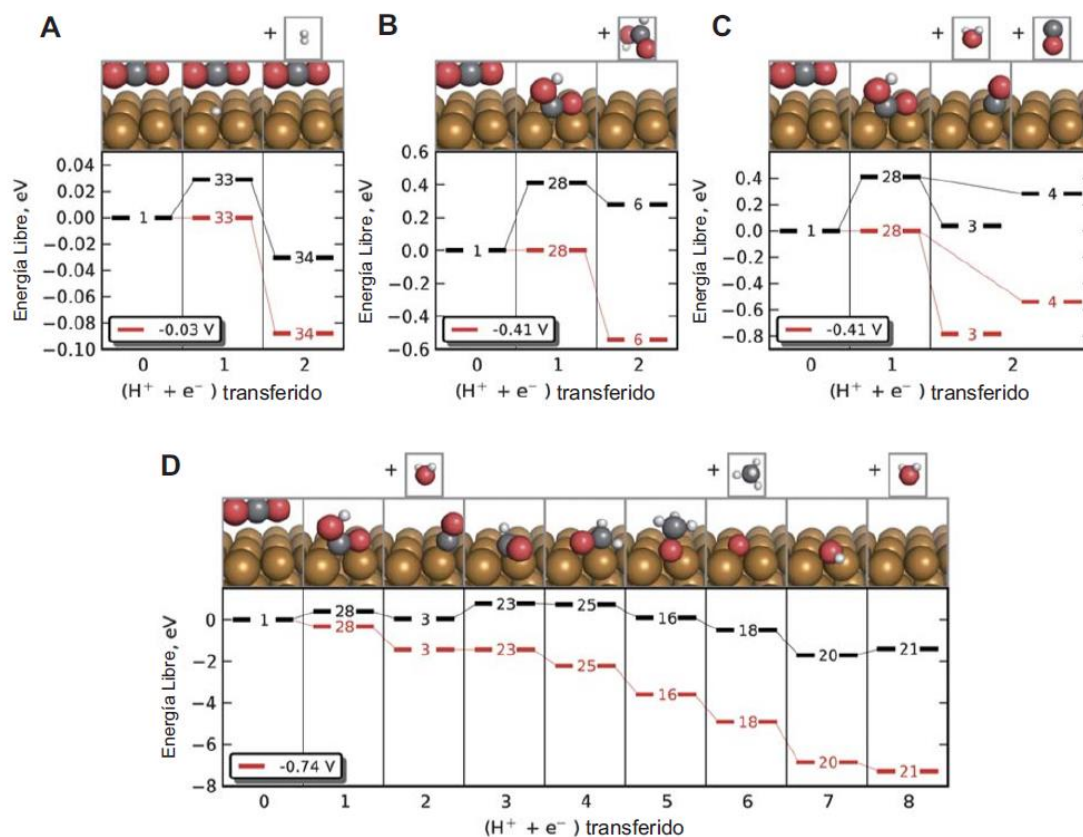 A
+
Energía Libre, eV
0.04
0.02
0.00
−0.02
−0.04
−0.06
−0.08
−0.10
1
33
33
34
34
-0.03 V
0 1 2
(H⁺ + e⁻) transferido
B
+
Energía Libre, eV
0.6
0.4
0.2
0.0
−0.2
−0.4
−0.6
1
28
28
6
6
-0.41 V
0 1 2
(H⁺ + e⁻) transferido
C
+ +
Energía Libre, eV
0.4
0.2
0.0
−0.2
−0.4
−0.6
−0.8
1
28
28
4
3
4
3
-0.41 V
0 1 2
(H⁺ + e⁻) transferido
D
+ + +
Energía Libre, eV
0
−2
−4
−6
−8
1 28 3 23 25 16 18 20 21
28 3 23 25 16 18 20 21
-0.74 V
0 1 2 3 4 5 6 7 8
(H⁺ + e⁻) transferido